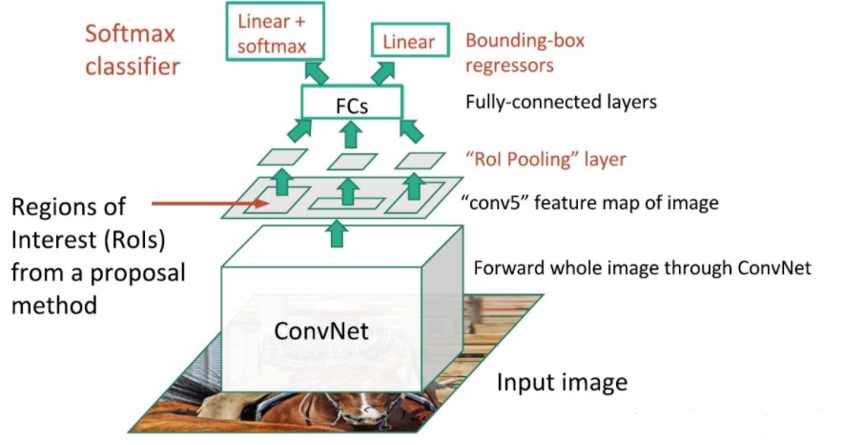 Softmax
classifier
Linear +
softmax
Linear
Bounding-box
regressors
FCs
Fully-connected layers
"RoI Pooling" layer
Regions of
Interest (RoIs)
from a proposal
method
"conv5" feature map of image
Forward whole image through ConvNet
ConvNet
Input image